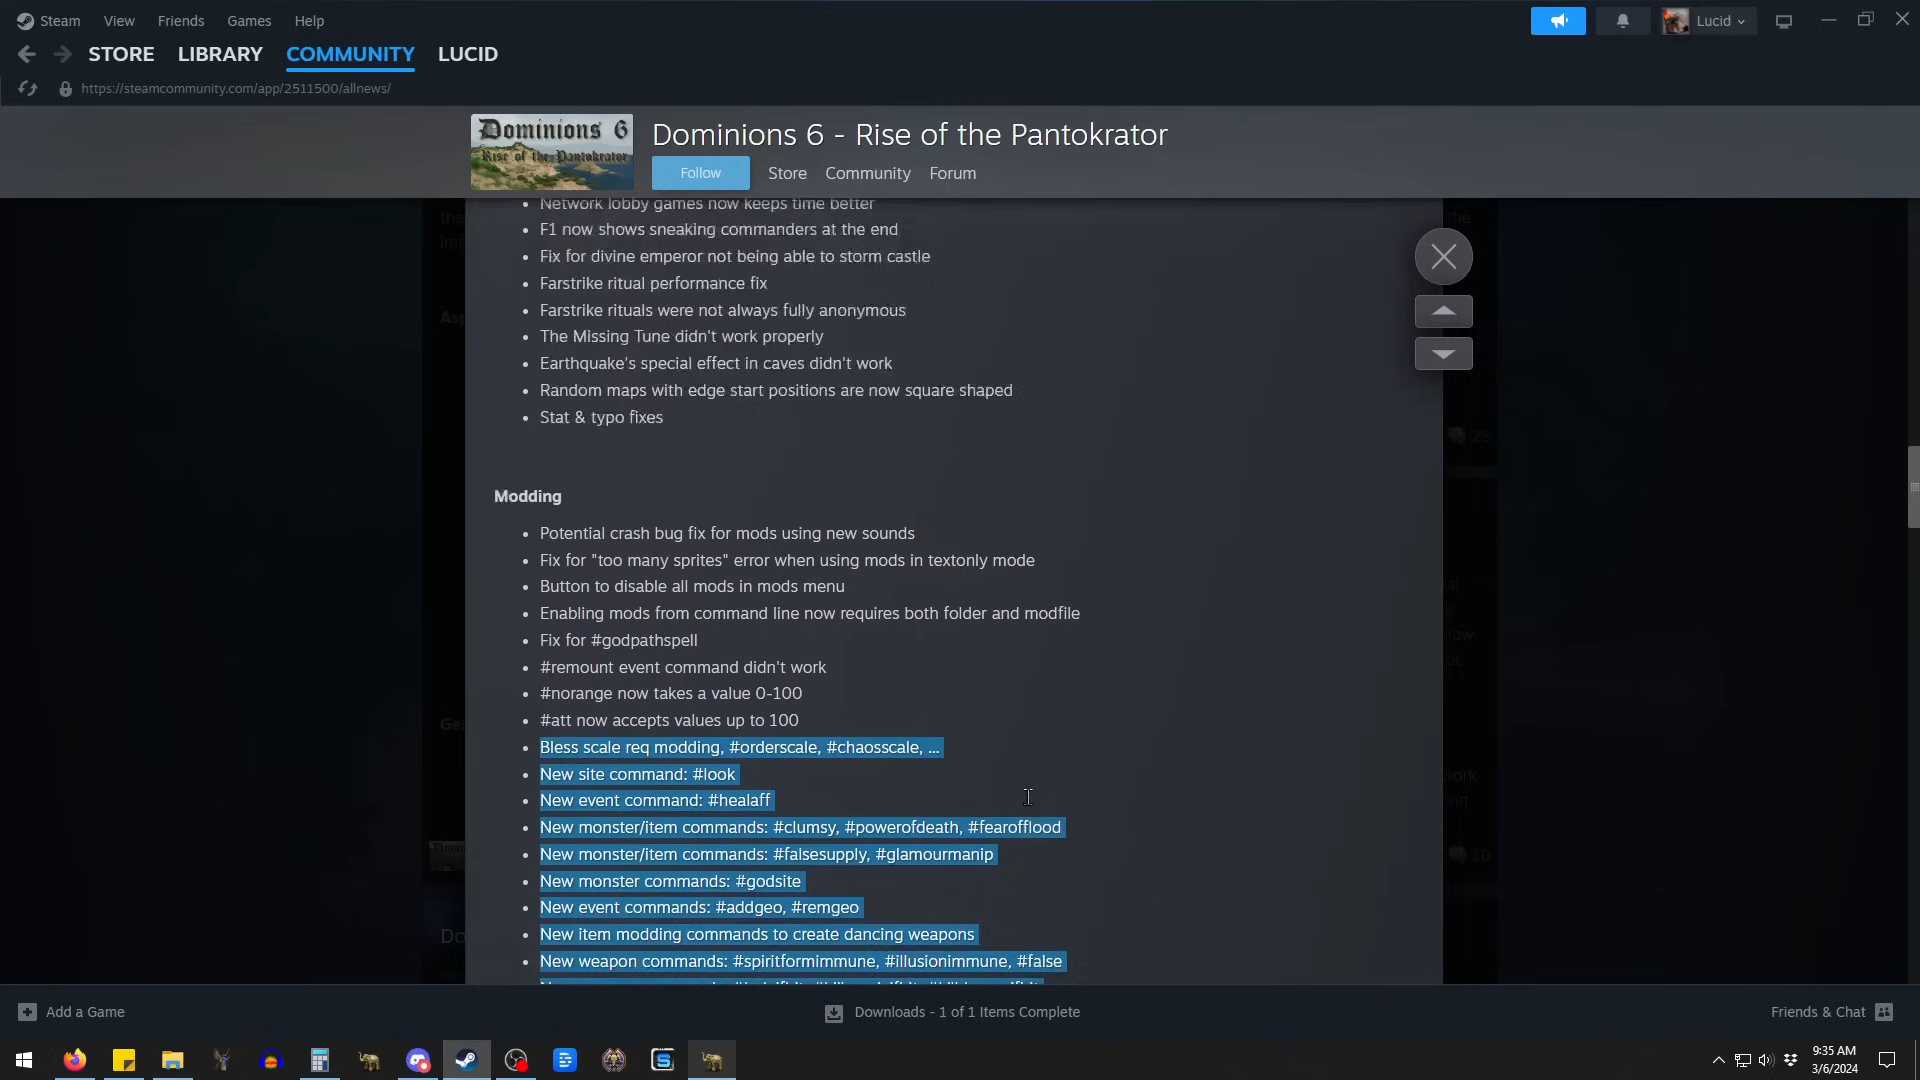 Steam View Friends Games Help
Lucid
STORE LIBRARY COMMUNITY LUCID
https://steamcommunity.com/app/2511500/allnews/
Dominions 6
Rise of the Pantokrator
Dominions 6 - Rise of the Pantokrator
Follow Store Community Forum
Network lobby games now keeps time better
F1 now shows sneaking commanders at the end
Fix for divine emperor not being able to storm castle
Farstrike ritual performance fix
Farstrike rituals were not always fully anonymous
The Missing Tune didn't work properly
Earthquake's special effect in caves didn't work
Random maps with edge start positions are now square shaped
Stat & typo fixes
28
Modding
Potential crash bug fix for mods using new sounds
Fix for "too many sprites" error when using mods in textonly mode
Button to disable all mods in mods menu
Enabling mods from command line now requires both folder and modfile
Fix for #godpathspell
#remount event command didn't work
#norange now takes a value 0-100
#att now accepts values up to 100
Bless scale req modding, #orderscale, #chaosscale, ...
New site command: #look
New event command: #healaff
New monster/item commands: #clumsy, #powerofdeath, #fearofflood
New monster/item commands: #falsesupply, #glamourmanip
10
New monster commands: #godsite
New event commands: #addgeo, #remgeo
New item modding commands to create dancing weapons
New weapon commands: #spiritformimmune, #illusionimmune, #false
Add a Game
Downloads - 1 of 1 Items Complete
Friends & Chat
9:35 AM
3/6/2024